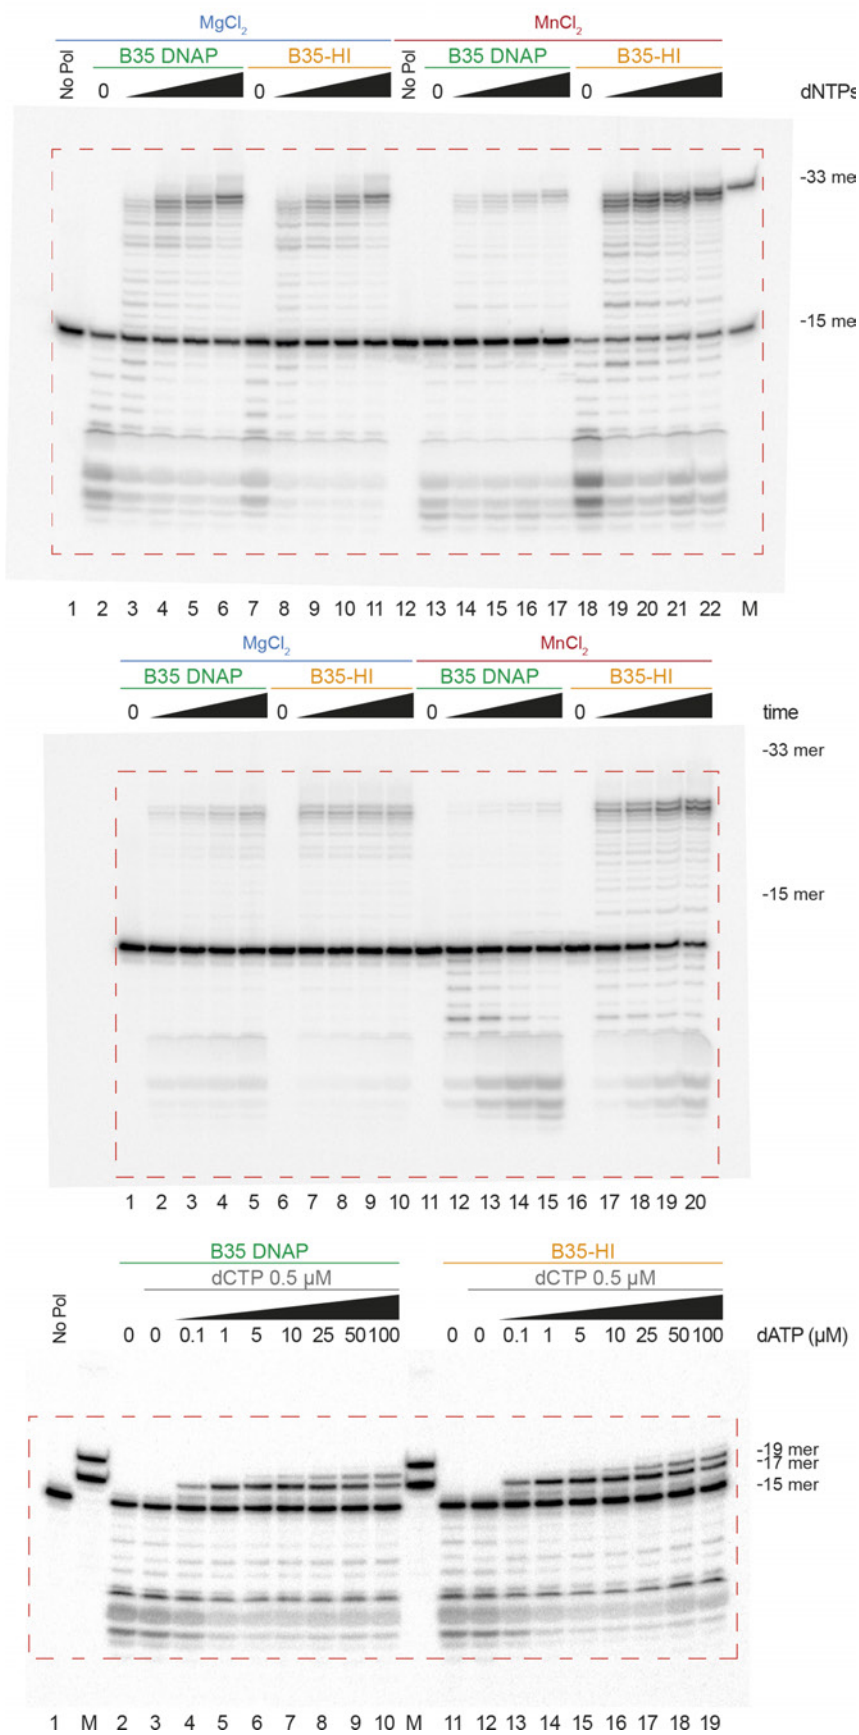 MgCl₂ MnCl₂
No Pol B35 DNAP B35-HI No Pol B35 DNAP B35-HI
0 0 0 0 dNTPs
-33 me
-15 me
1 2 3 4 5 6 7 8 9 10 11 12 13 14 15 16 17 18 19 20 21 22 M
MgCl₂ MnCl₂
B35 DNAP B35-HI B35 DNAP B35-HI
0 0 0 0 time
-33 mer
-15 mer
1 2 3 4 5 6 7 8 9 10 11 12 13 14 15 16 17 18 19 20
B35 DNAP B35-HI
dCTP 0.5 µM dCTP 0.5 µM
No Pol
0 0 0.1 1 5 10 25 50 100 0 0 0.1 1 5 10 25 50 100 dATP (µM)
-19 mer
-17 mer
-15 mer
1 M 2 3 4 5 6 7 8 9 10 M 11 12 13 14 15 16 17 18 19